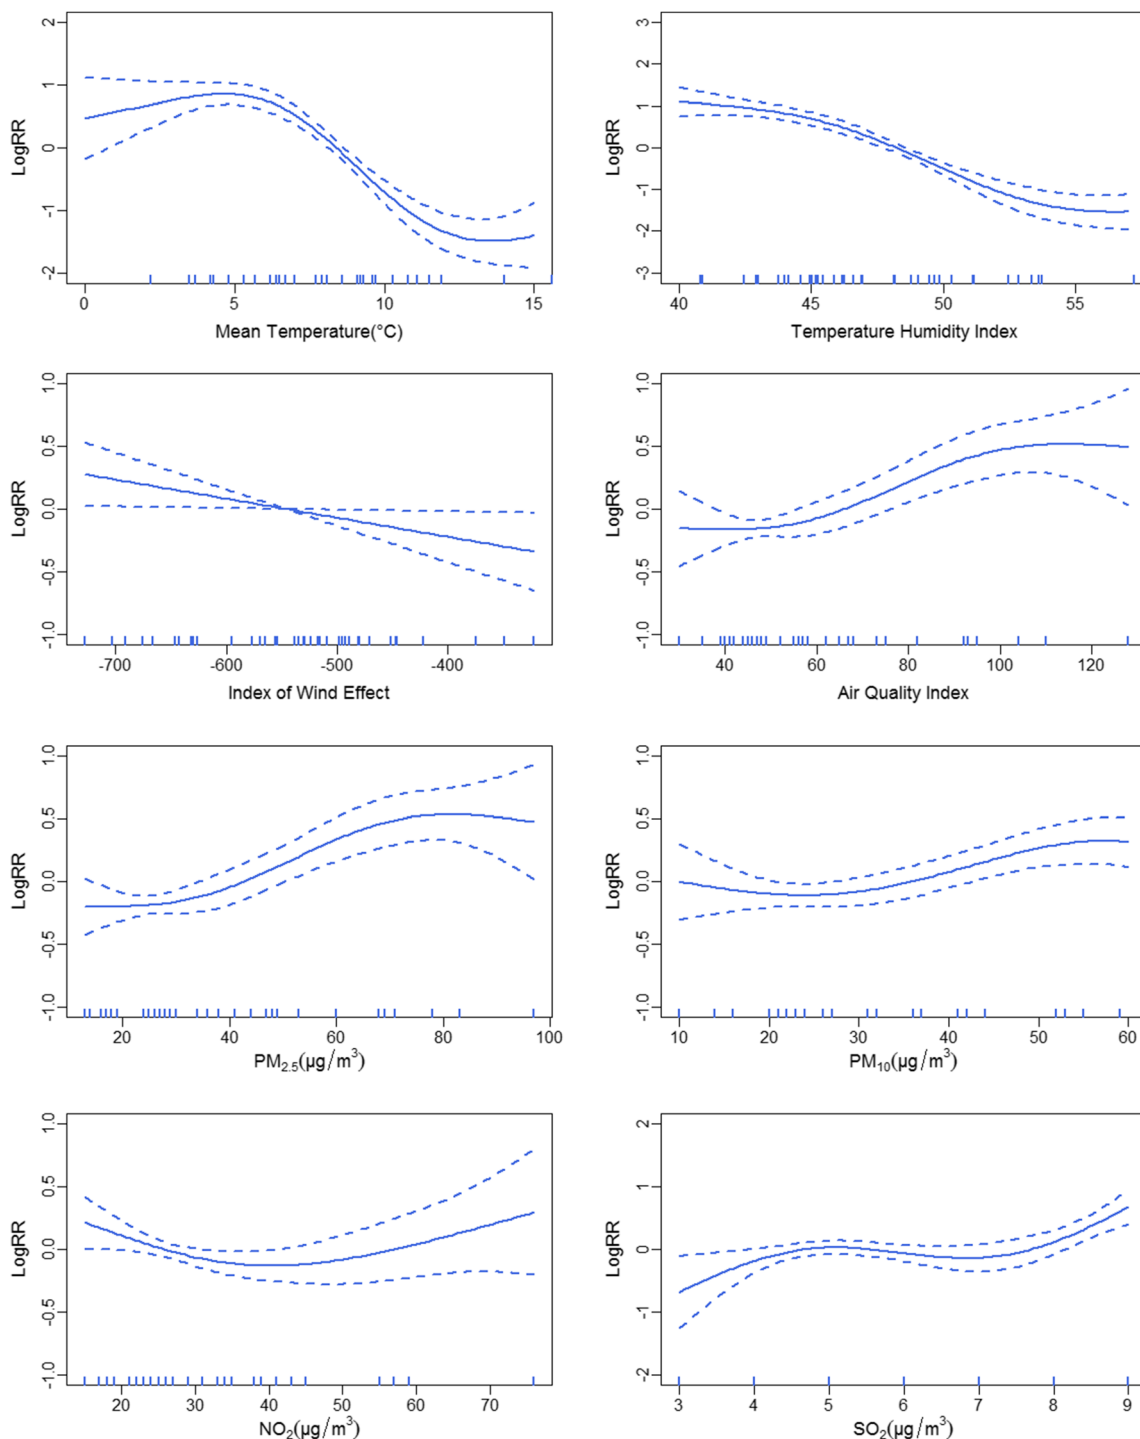 LogRR
2
1
0
-1
-2
0 5 10 15
Mean Temperature(°C)
LogRR
3
2
1
0
-1
-2
-3
40 45 50 55
Temperature Humidity Index
LogRR
1.0
0.5
0.0
-0.5
-1.0
-700 -600 -500 -400
Index of Wind Effect
LogRR
1.0
0.5
0.0
-0.5
-1.0
40 60 80 100 120
Air Quality Index
LogRR
1.0
0.5
0.0
-0.5
-1.0
20 40 60 80 100
PM2.5(μg/m3)
LogRR
1.0
0.5
0.0
-0.5
-1.0
10 20 30 40 50 60
PM10(μg/m3)
LogRR
1.0
0.5
0.0
-0.5
-1.0
20 30 40 50 60 70
NO2(μg/m3)
LogRR
2
1
0
-1
-2
3 4 5 6 7 8 9
SO2(μg/m3)